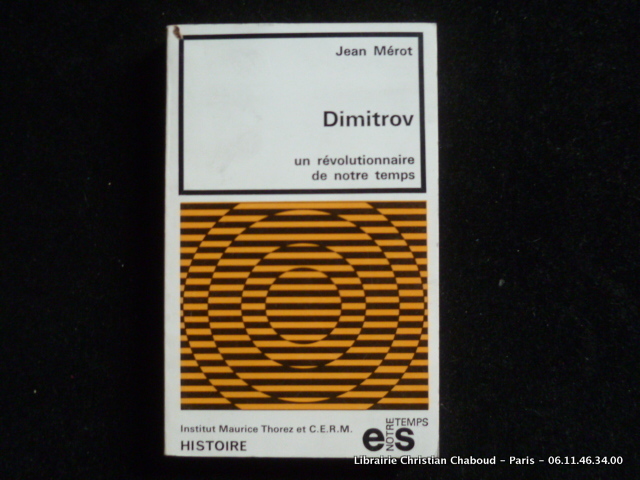 Jean Mérot
Dimitrov
un révolutionnaire
de notre temps
Institut Maurice Thorez et C.E.R.M.
HISTOIRE
es
NOTRE
TEMPS
Librairie Christian Chaboud - Paris - 06.11.46.34.00